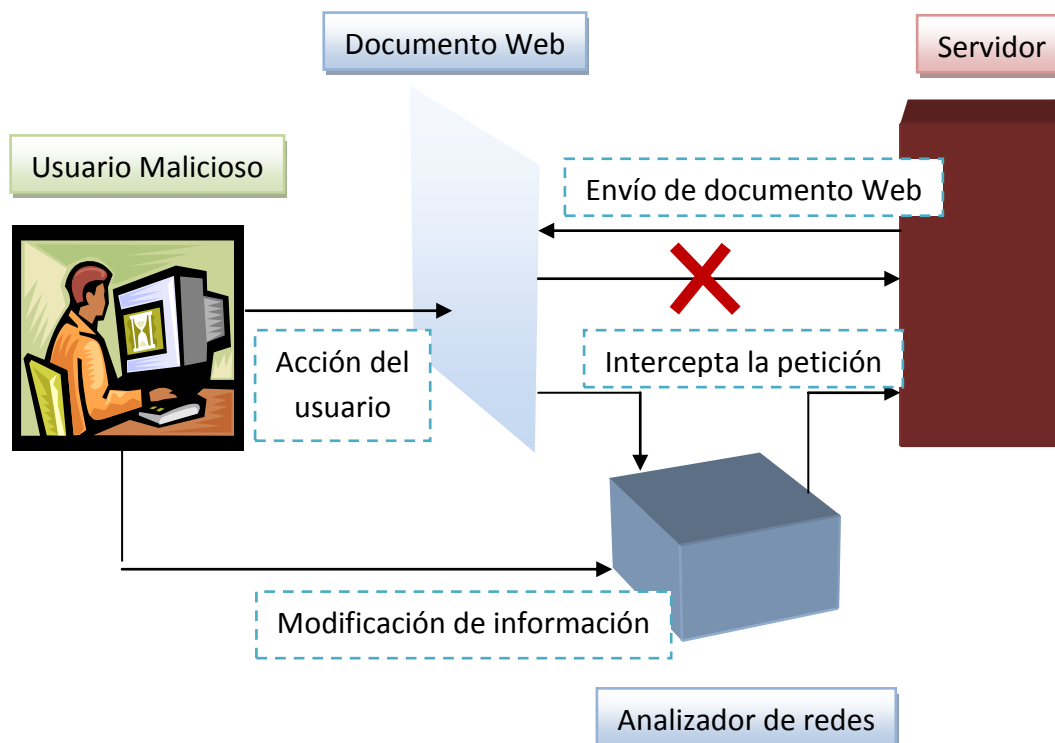 Documento Web
Servidor
Usuario Malicioso
Envío de documento Web
Acción del
usuario
Intercepta la petición
Modificación de información
Analizador de redes